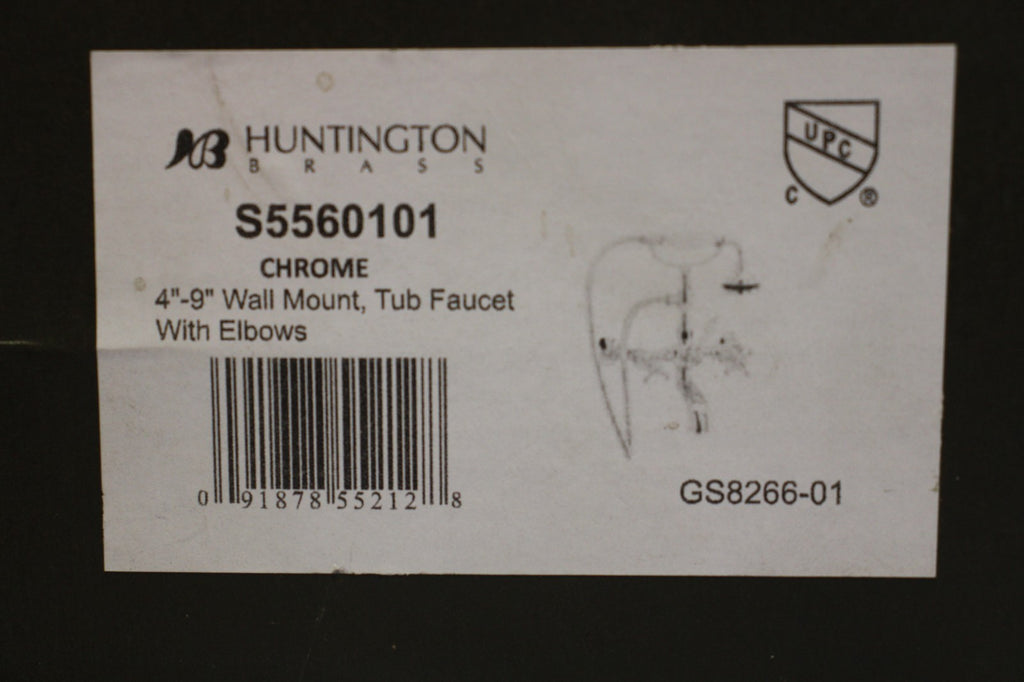 HUNTINGTON
BRASS
S5560101
CHROME
4"-9" Wall Mount, Tub Faucet
With Elbows
0 91878 55212 8
UPC
C ®
GS8266-01